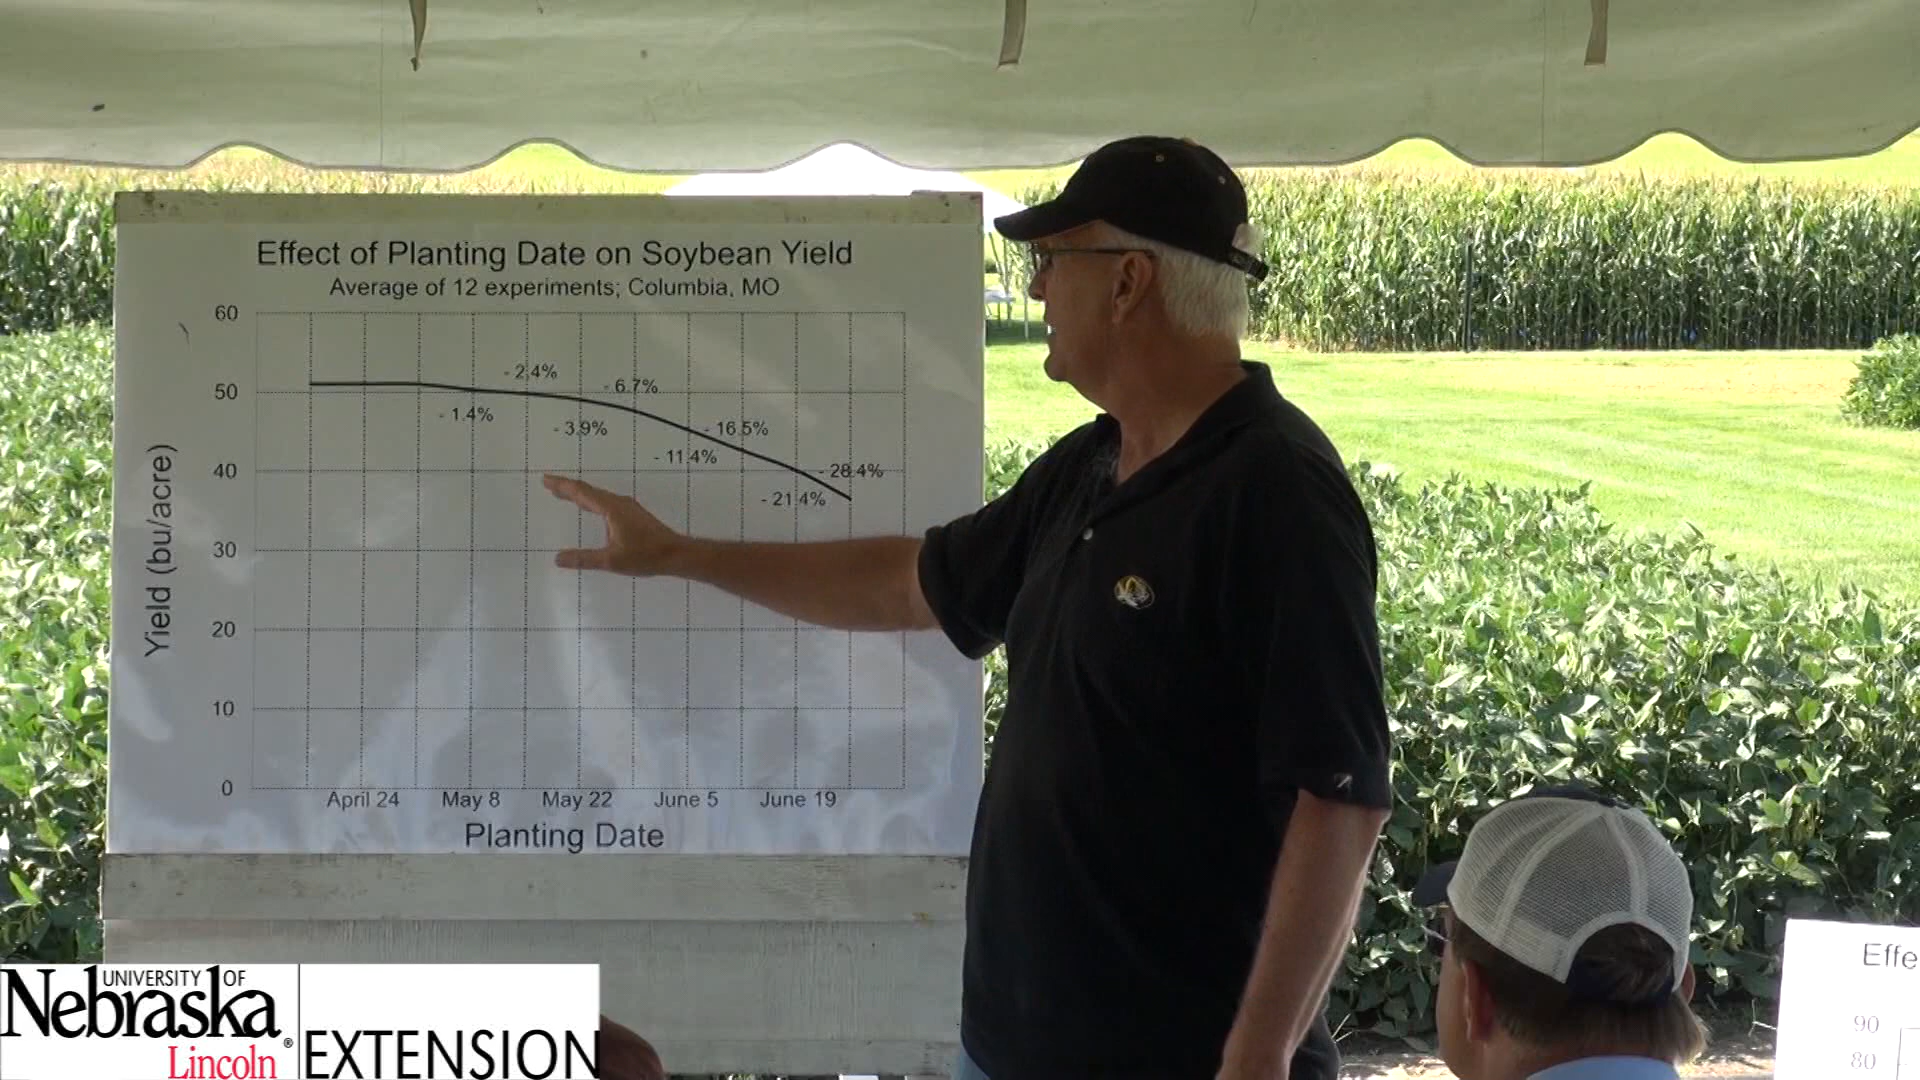 Effect of Planting Date on Soybean Yield
Average of 12 experiments; Columbia, MO
60
50
40
30
20
10
0
Yield (bu/acre)
- 1.4%
- 2.4%
- 3.9%
- 6.7%
- 11.4%
- 16.5%
- 21.4%
- 28.4%
April 24 May 8 May 22 June 5 June 19
Planting Date
UNIVERSITY OF
Nebraska
Lincoln®
EXTENSION
Effe
90
80